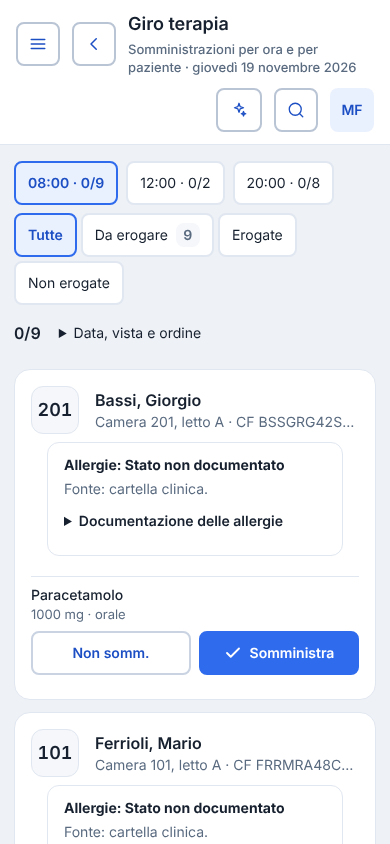 Giro terapia
Somministrazioni per ora e per
paziente · giovedì 19 novembre 2026
MF
08:00 · 0/9
12:00 · 0/2
20:00 · 0/8
Tutte
Da erogare 9
Erogate
Non erogate
0/9
Data, vista e ordine
201
Bassi, Giorgio
Camera 201, letto A · CF BSSGRG42S…
Allergie: Stato non documentato
Fonte: cartella clinica.
Documentazione delle allergie
Paracetamolo
1000 mg · orale
Non somm.
Somministra
101
Ferrioli, Mario
Camera 101, letto A · CF FRRMRA48C…
Allergie: Stato non documentato
Fonte: cartella clinica.